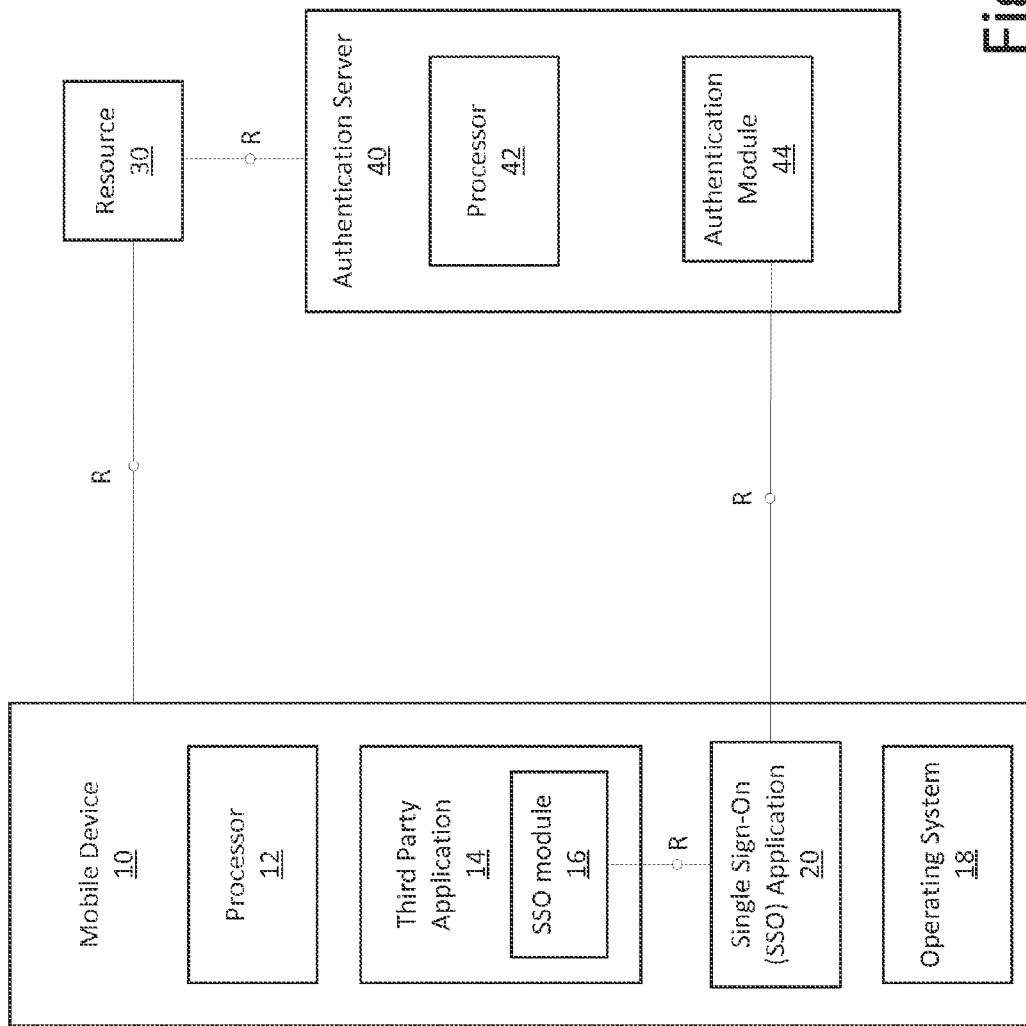 Mobile Device
10
Processor
12
Third Party
Application
14
SSO module
16
R
Single Sign-On
(SSO) Application
20
Operating System
18
R
R
Resource
30
R
Authentication Server
40
Processor
42
Authentication
Module
44